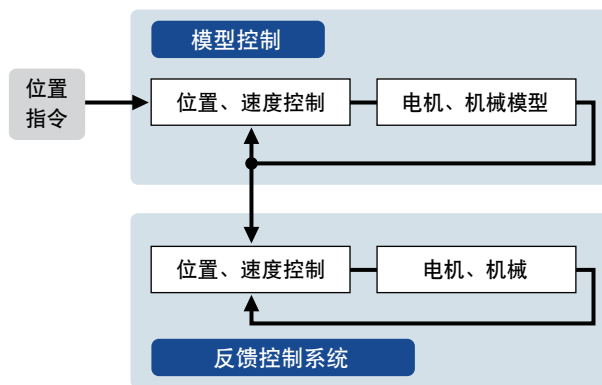 模型控制
位置
指令
位置、速度控制
电机、机械模型
位置、速度控制
电机、机械
反馈控制系统